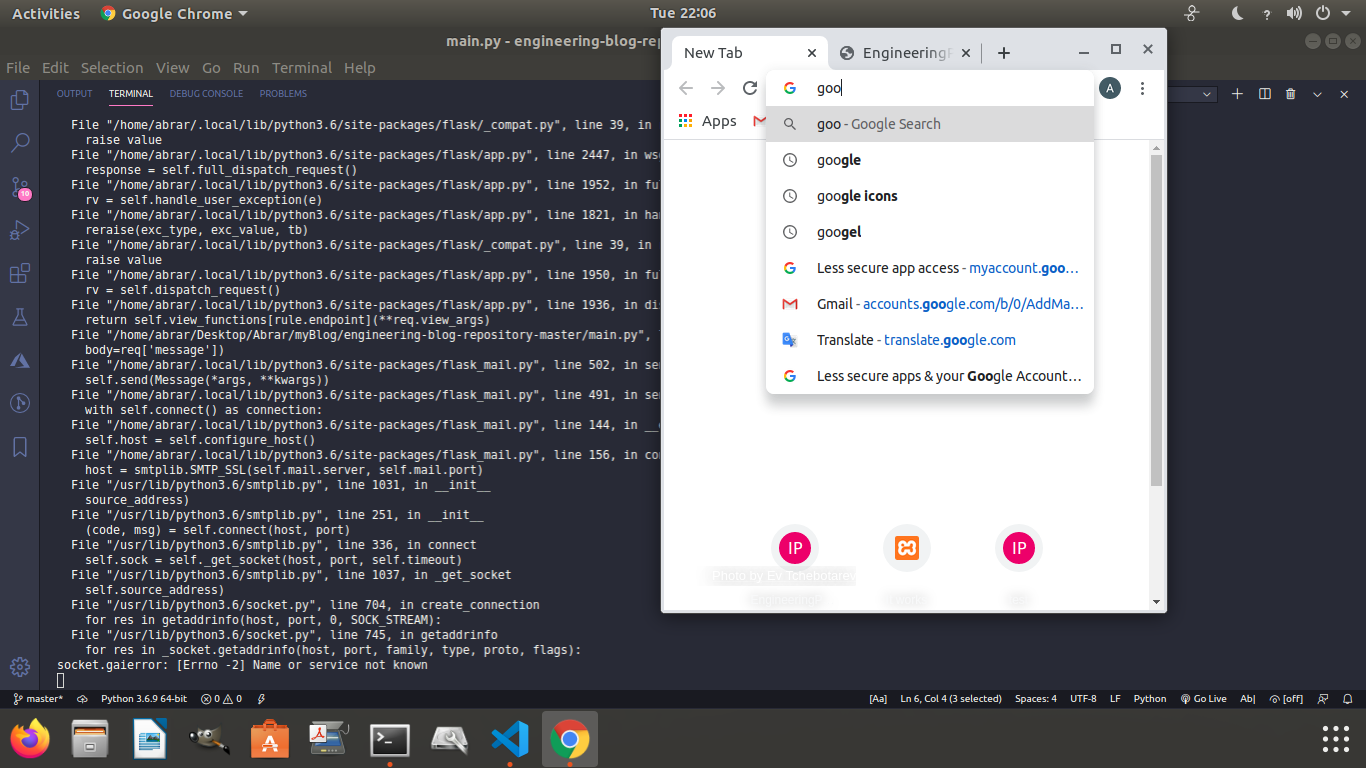 Activities Google Chrome Tue 22:06
main.py - engineering-blog-rep
File Edit Selection View Go Run Terminal Help
OUTPUT TERMINAL DEBUG CONSOLE PROBLEMS
File "/home/abrar/.local/lib/python3.6/site-packages/flask/_compat.py", line 39, in
raise value
File "/home/abrar/.local/lib/python3.6/site-packages/flask/app.py", line 2447, in wsg
response = self.full_dispatch_request()
File "/home/abrar/.local/lib/python3.6/site-packages/flask/app.py", line 1952, in ful
rv = self.handle_user_exception(e)
File "/home/abrar/.local/lib/python3.6/site-packages/flask/app.py", line 1821, in han
reraise(exc_type, exc_value, tb)
File "/home/abrar/.local/lib/python3.6/site-packages/flask/_compat.py", line 39, in
raise value
File "/home/abrar/.local/lib/python3.6/site-packages/flask/app.py", line 1950, in ful
rv = self.dispatch_request()
File "/home/abrar/.local/lib/python3.6/site-packages/flask/app.py", line 1936, in dis
return self.view_functions[rule.endpoint](**req.view_args)
File "/home/abrar/Desktop/Abrar/myBlog/engineering-blog-repository-master/main.py",
body=req['message'])
File "/home/abrar/.local/lib/python3.6/site-packages/flask_mail.py", line 502, in sen
self.send(Message(*args, **kwargs))
File "/home/abrar/.local/lib/python3.6/site-packages/flask_mail.py", line 491, in sen
with self.connect() as connection:
File "/home/abrar/.local/lib/python3.6/site-packages/flask_mail.py", line 144, in __
self.host = self.configure_host()
File "/home/abrar/.local/lib/python3.6/site-packages/flask_mail.py", line 156, in con
host = smtplib.SMTP_SSL(self.mail.server, self.mail.port)
File "/usr/lib/python3.6/smtplib.py", line 1031, in __init__
source_address)
File "/usr/lib/python3.6/smtplib.py", line 251, in __init__
(code, msg) = self.connect(host, port)
File "/usr/lib/python3.6/smtplib.py", line 336, in connect
self.sock = self._get_socket(host, port, self.timeout)
File "/usr/lib/python3.6/smtplib.py", line 1037, in _get_socket
self.source_address)
File "/usr/lib/python3.6/socket.py", line 704, in create_connection
for res in getaddrinfo(host, port, 0, SOCK_STREAM):
File "/usr/lib/python3.6/socket.py", line 745, in getaddrinfo
for res in _socket.getaddrinfo(host, port, family, type, proto, flags):
socket.gaierror: [Errno -2] Name or service not known
10
New Tab
EngineeringF
goo
A
Apps
goo - Google Search
google
google icons
googel
Less secure app access - myaccount.goo…
Gmail - accounts.google.com/b/0/AddMa…
Translate - translate.google.com
Less secure apps & your Google Account…
IP
IP
Photo by Ev Tchebotarev
master* Python 3.6.9 64-bit 0 0 [Aa] Ln 6, Col 4 (3 selected) Spaces: 4 UTF-8 LF Python Go Live Ab| [off]